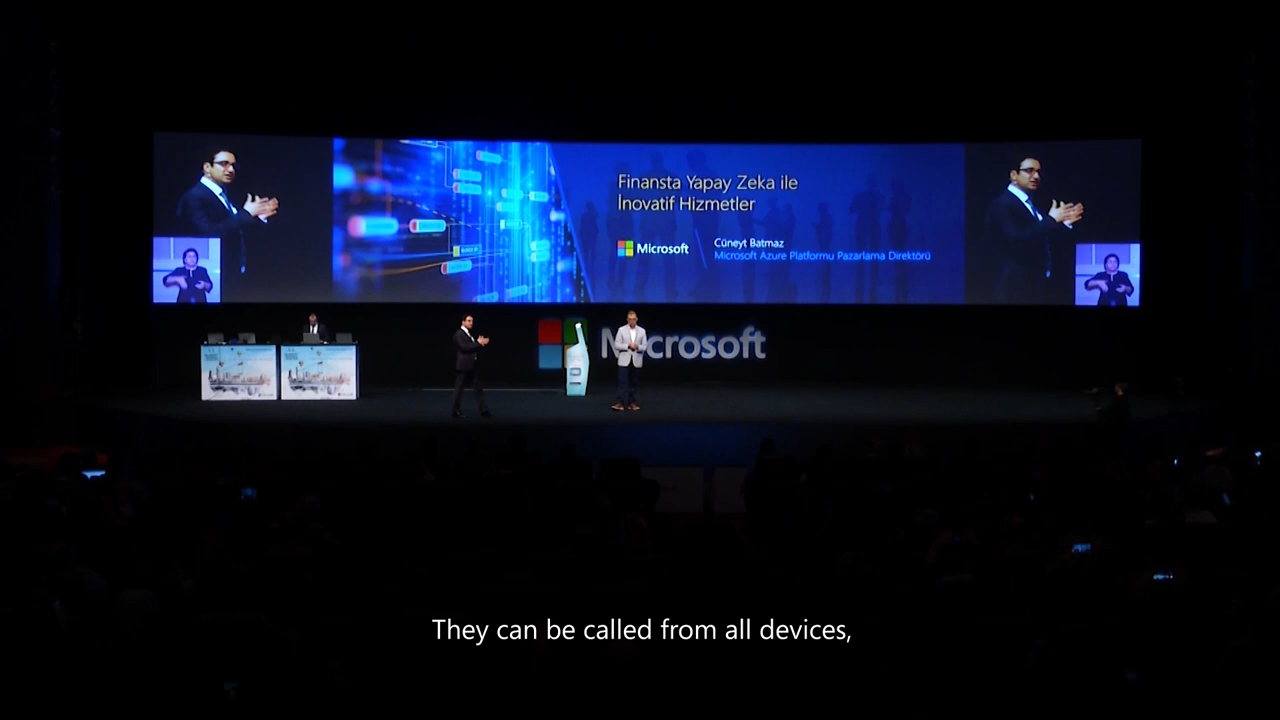 Finansta Yapay Zeka ile
İnovatif Hizmetler
Microsoft
Cüneyt Batmaz
Microsoft Azure Platformu Pazarlama Direktörü
Microsoft
They can be called from all devices,